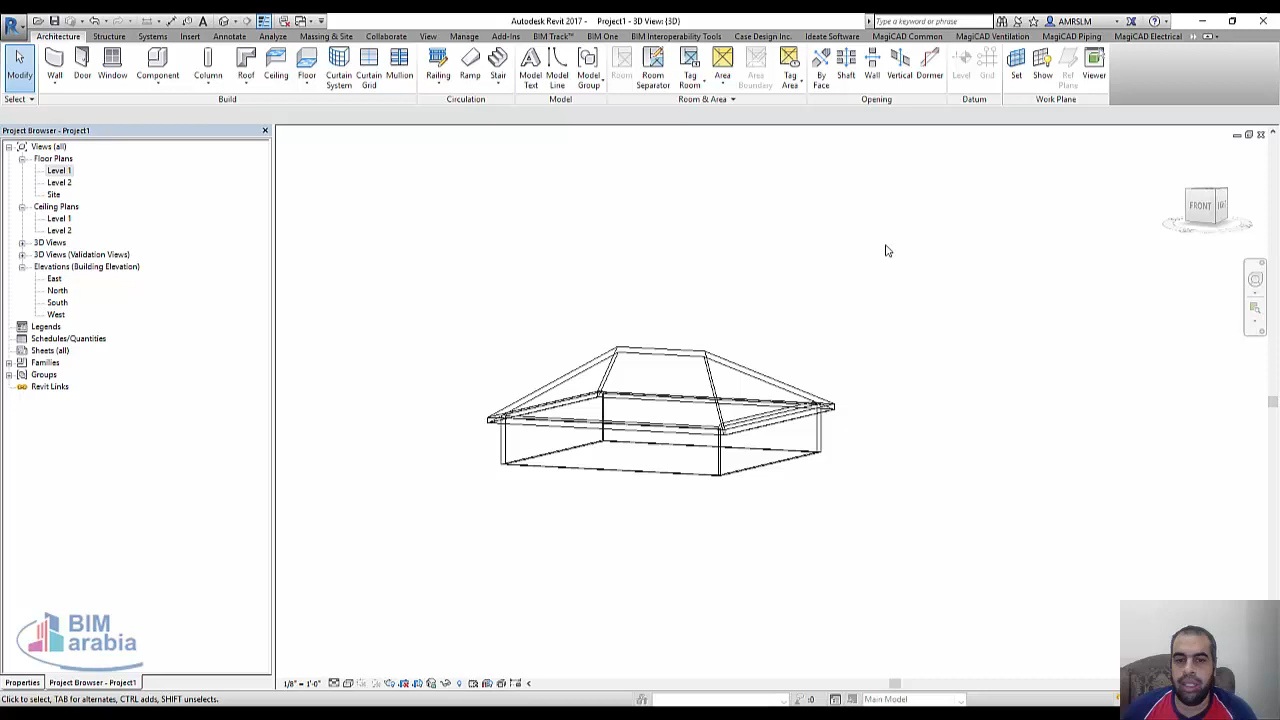 Autodesk Revit 2017 - Project1 - 3D View: {3D}
Type a keyword or phrase
AMRSLM
Architecture Structure Systems Insert Annotate Analyze Massing & Site Collaborate View Manage Add-Ins BIM Track™ BIM One BIM Interoperability Tools Case Design Inc. Ideate Software MagiCAD Common MagiCAD Ventilation MagiCAD Piping MagiCAD Electrical
Modify Wall Door Window Component Column Roof Ceiling Floor Curtain System Curtain Grid Mullion Railing Ramp Stair Model Text Model Line Model Group Room Room Separator Tag Room Area Area Boundary Tag Area By Face Shaft Wall Vertical Dormer Level Grid Set Show Ref Plane Viewer
Select Build Circulation Model Room & Area Opening Datum Work Plane
Project Browser - Project1
Views (all)
Floor Plans
Level 1
Level 2
Site
Ceiling Plans
Level 1
Level 2
3D Views
3D Views (Validation Views)
Elevations (Building Elevation)
East
North
South
West
Legends
Schedules/Quantities
Sheets (all)
Families
Groups
Revit Links
FRONT
BIM
arabia
Properties Project Browser - Project1
1/8" = 1'-0"
Click to select, TAB for alternates, CTRL adds, SHIFT unselects.
:0
Main Model